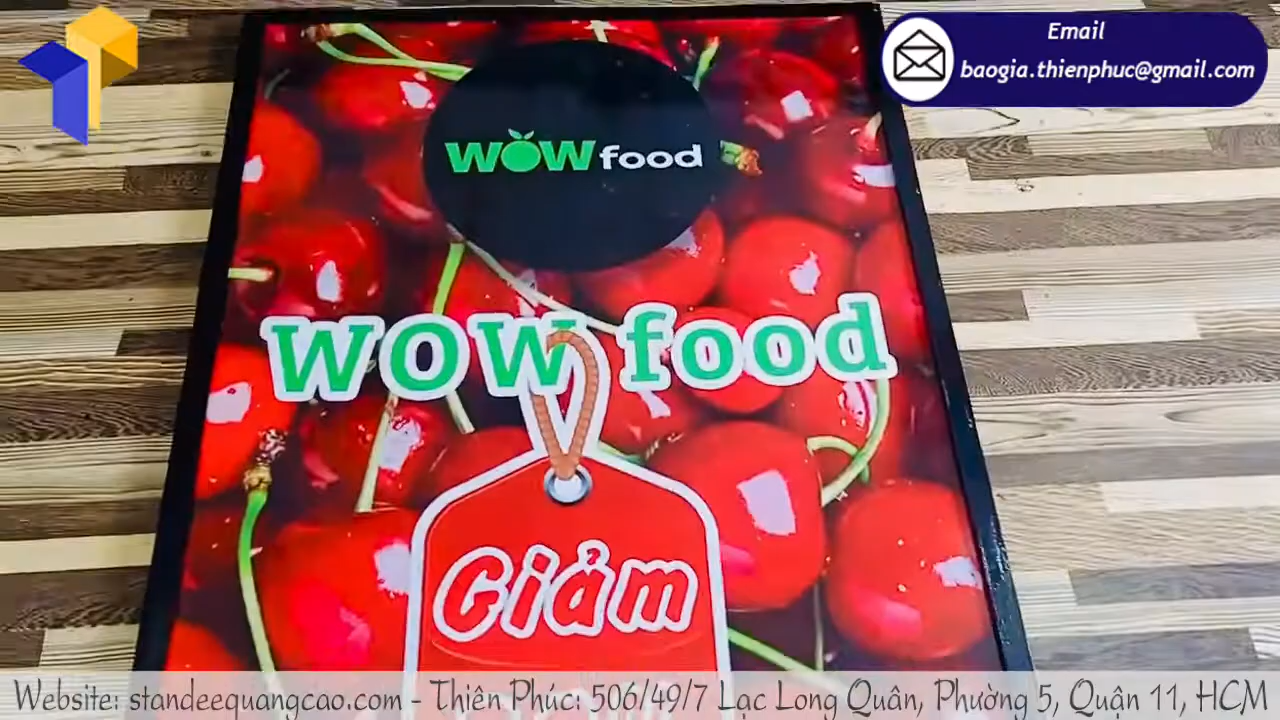 Email
baogia.thienphuc@gmail.com
WOW food
WOW food
Giảm
Website: standeequangcao.com - Thiên Phúc: 506/49/7 Lạc Long Quân, Phường 5, Quận 11, HCM